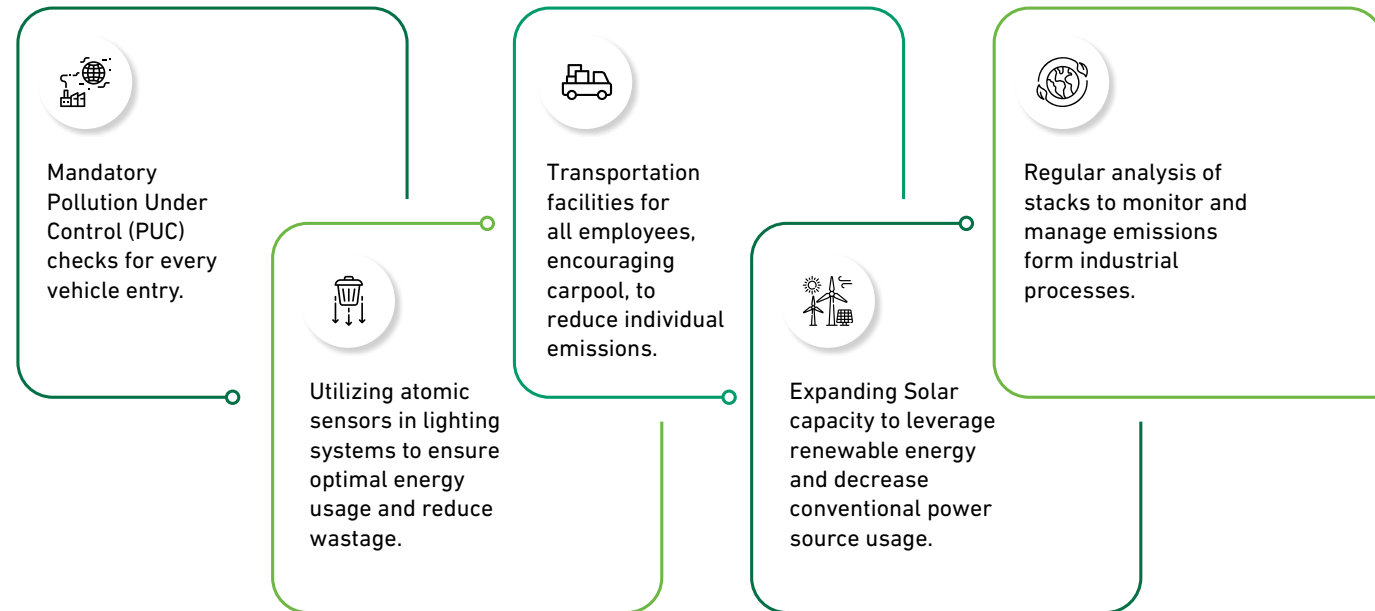 Mandatory
Pollution Under
Control (PUC)
checks for every
vehicle entry.
Utilizing atomic
sensors in lighting
systems to ensure
optimal energy
usage and reduce
wastage.
Transportation
facilities for
all employees,
encouraging
carpool, to
reduce individual
emissions.
Expanding Solar
capacity to leverage
renewable energy
and decrease
conventional power
source usage.
Regular analysis of
stacks to monitor and
manage emissions
form industrial
processes.